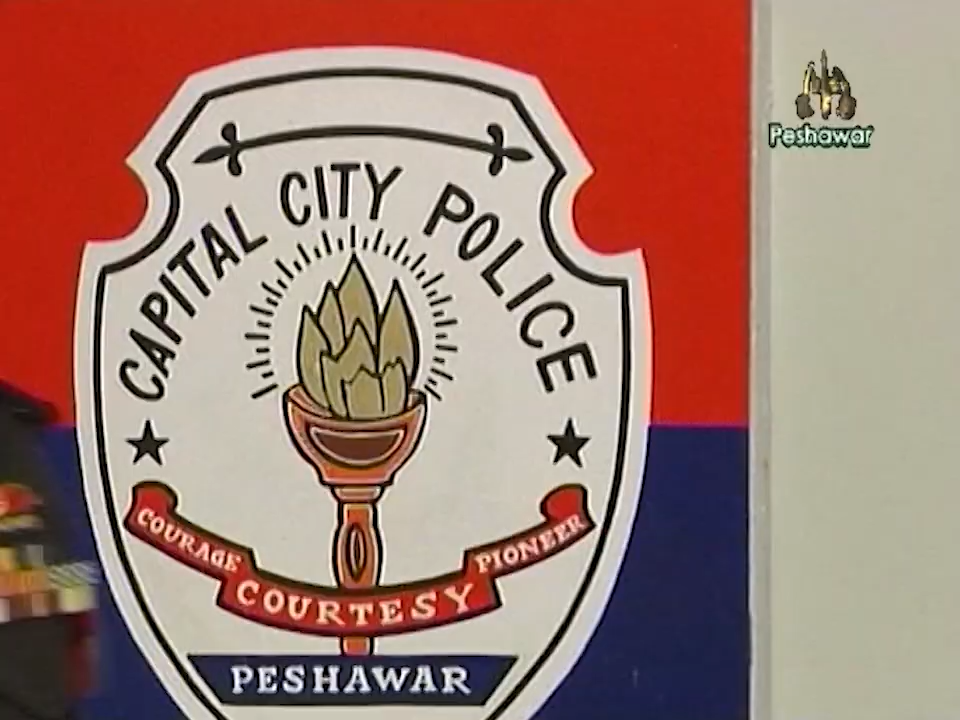 Peshawar
CAPITAL CITY POLICE
COURAGE
COURTESY
PIONEER
PESHAWAR